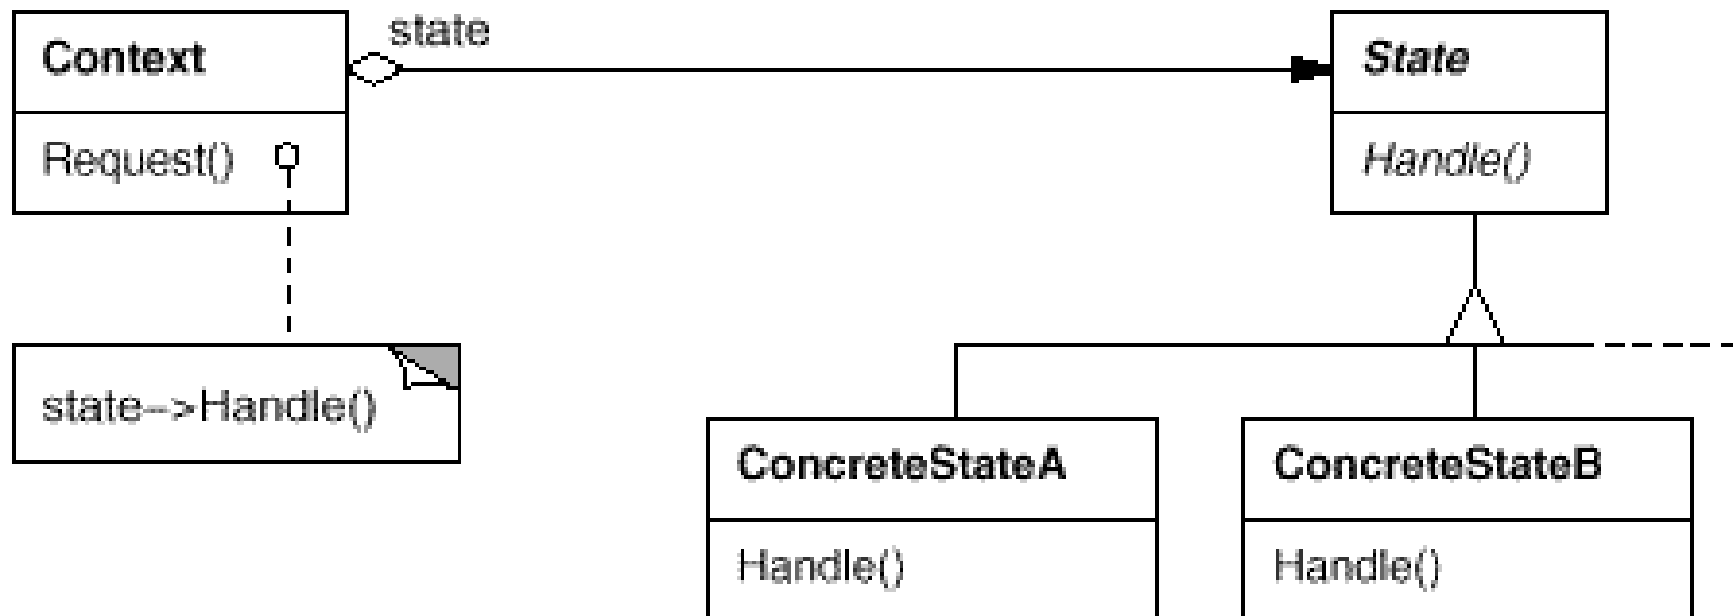 Context
state
State
Request()
Handle()
state-->Handle()
ConcreteStateA
ConcreteStateB
Handle()
Handle()